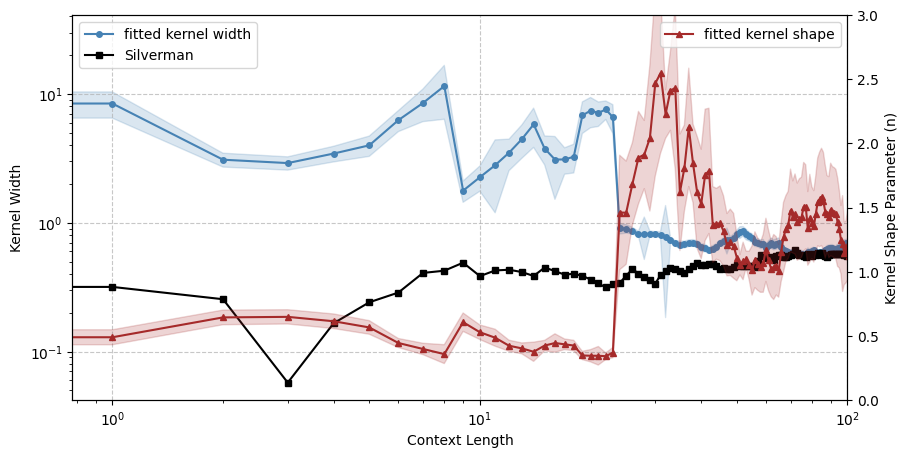 fitted kernel width
Silverman
fitted kernel shape
Kernel Width
10¹
10⁰
10⁻¹
3.0
2.5
2.0
1.5
1.0
0.5
0.0
Kernel Shape Parameter (n)
10⁰
10¹
10²
Context Length